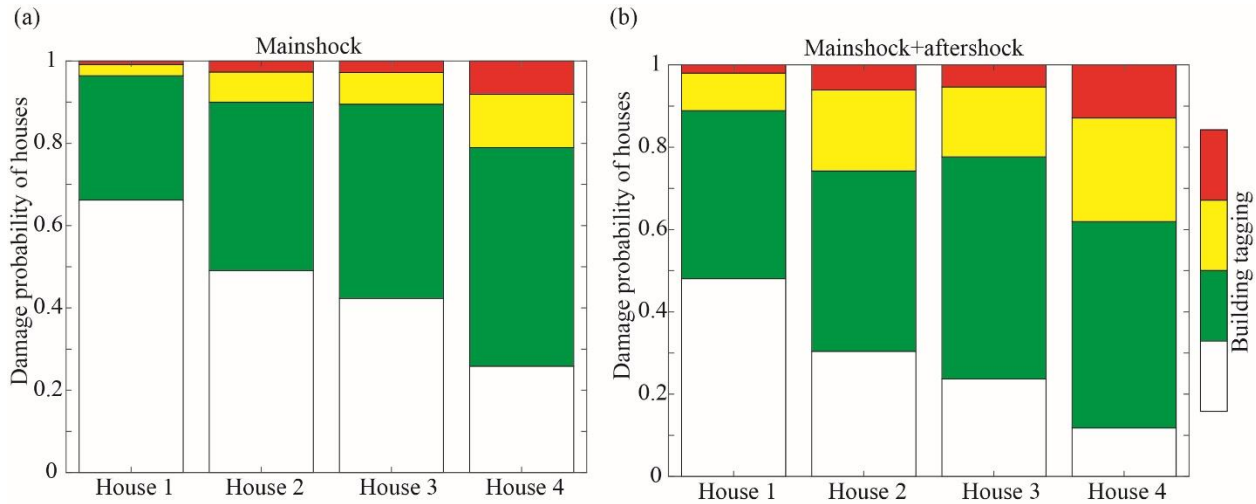 (a)
Mainshock
Damage probability of houses
1
0.8
0.6
0.4
0.2
0
House 1 House 2 House 3 House 4
(b)
Mainshock+aftershock
Damage probability of houses
1
0.8
0.6
0.4
0.2
0
House 1 House 2 House 3 House 4
Building tagging